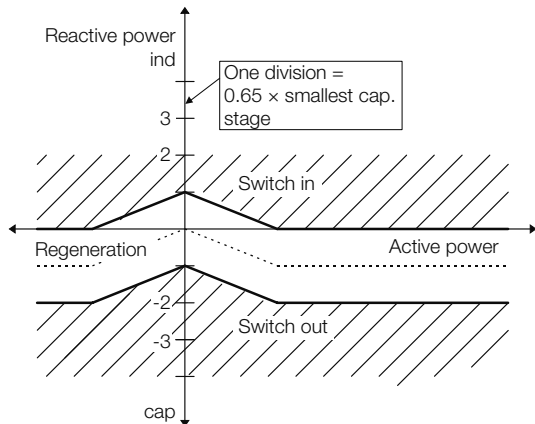 Reactive power
ind
One division =
0.65 × smallest cap.
stage
3
2
Switch in
Regeneration
Active power
-2
Switch out
-3
cap